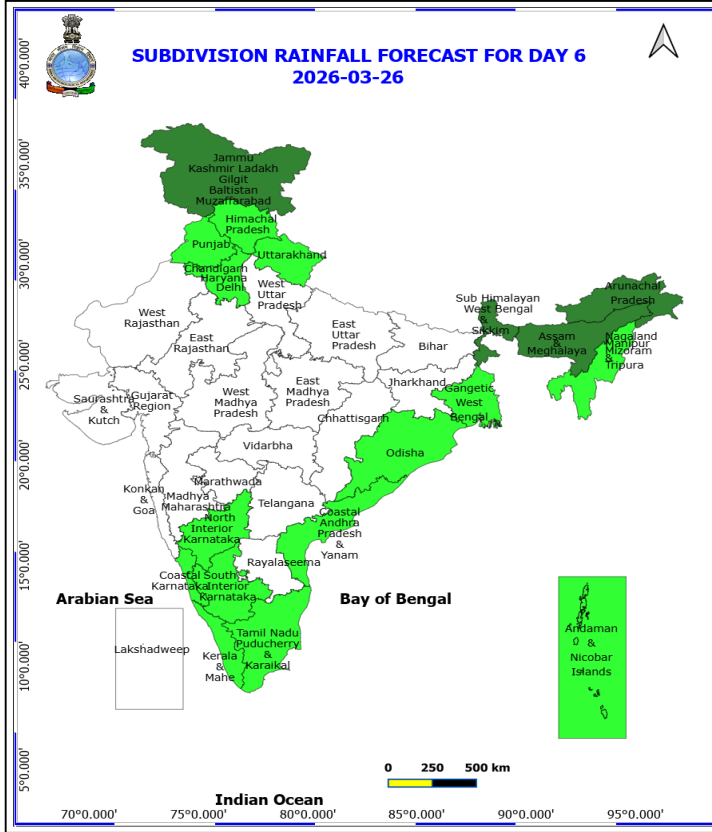 SUBDIVISION RAINFALL FORECAST FOR DAY 6
2026-03-26
40°0.000'
35°0.000'
30°0.000'
25°0.000'
20°0.000'
15°0.000'
10°0.000'
5°0.000'
Jammu
Kashmir Ladakh
Gilgit
Baltistan
Muzaffarabad
Himachal
Pradesh
Punjab
Uttarakhand
Chandigarh
Haryana
Delhi
West
Uttar
Pradesh
West
Rajasthan
East
Rajasthan
East
Uttar
Pradesh
Bihar
Sub Himalayan
West Bengal
&
Sikkim
Arunachal
Pradesh
Assam
&
Meghalaya
Nagaland
Manipur
Mizoram
&
Tripura
Saurashtra
&
Kutch
Gujarat
Region
West
Madhya
Pradesh
East
Madhya
Pradesh
Jharkhand
Gangetic
West
Bengal
Chhattisgarh
Odisha
Vidarbha
Konkan
&
Goa
Madhya
Maharashtra
Marathwada
Telangana
North
Interior
Karnataka
Coastal
Andhra
Pradesh
&
Yanam
Rayalaseema
Coastal
Karnataka
South
Interior
Karnataka
Arabian Sea
Bay of Bengal
Lakshadweep
Kerala
&
Mahe
Tamil Nadu
Puducherry
&
Karaikal
Andaman
&
Nicobar
Islands
0 250 500 km
Indian Ocean
70°0.000' 75°0.000' 80°0.000' 85°0.000' 90°0.000' 95°0.000'